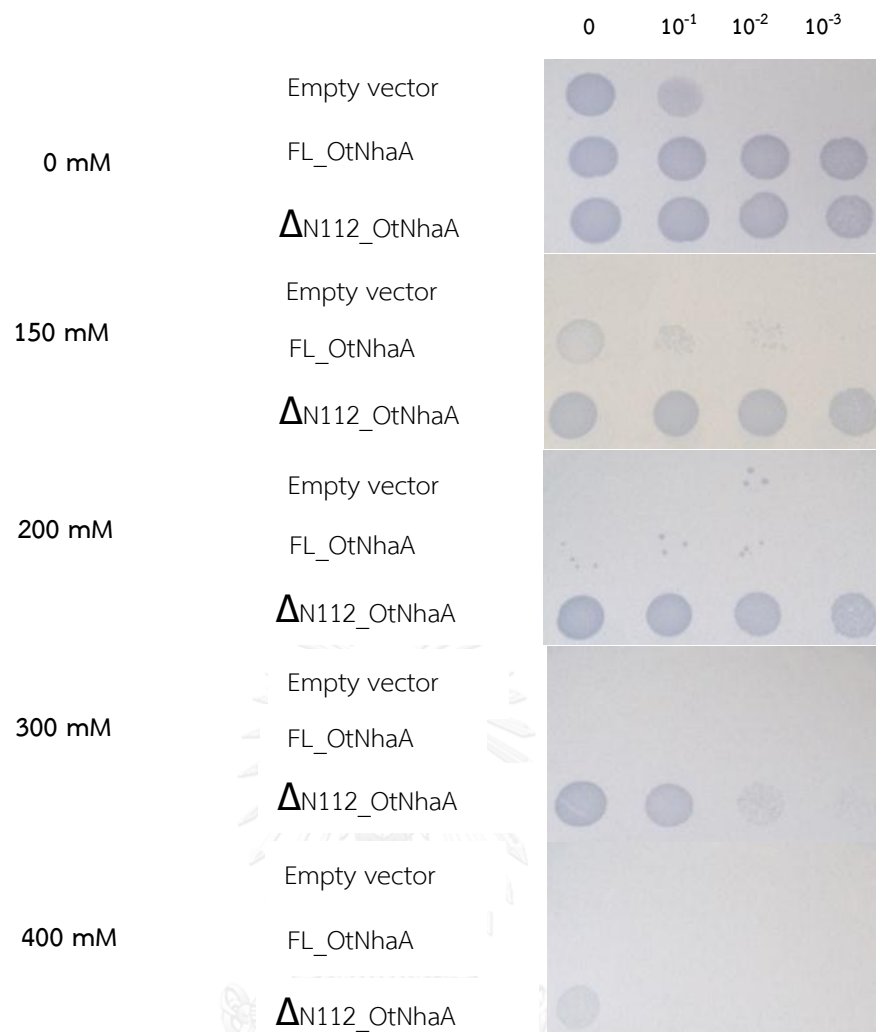 0 10⁻¹ 10⁻² 10⁻³
Empty vector
0 mM FL_OtNhaA
ΔN112_OtNhaA
Empty vector
150 mM FL_OtNhaA
ΔN112_OtNhaA
Empty vector
200 mM FL_OtNhaA
ΔN112_OtNhaA
Empty vector
300 mM FL_OtNhaA
ΔN112_OtNhaA
Empty vector
400 mM FL_OtNhaA
ΔN112_OtNhaA